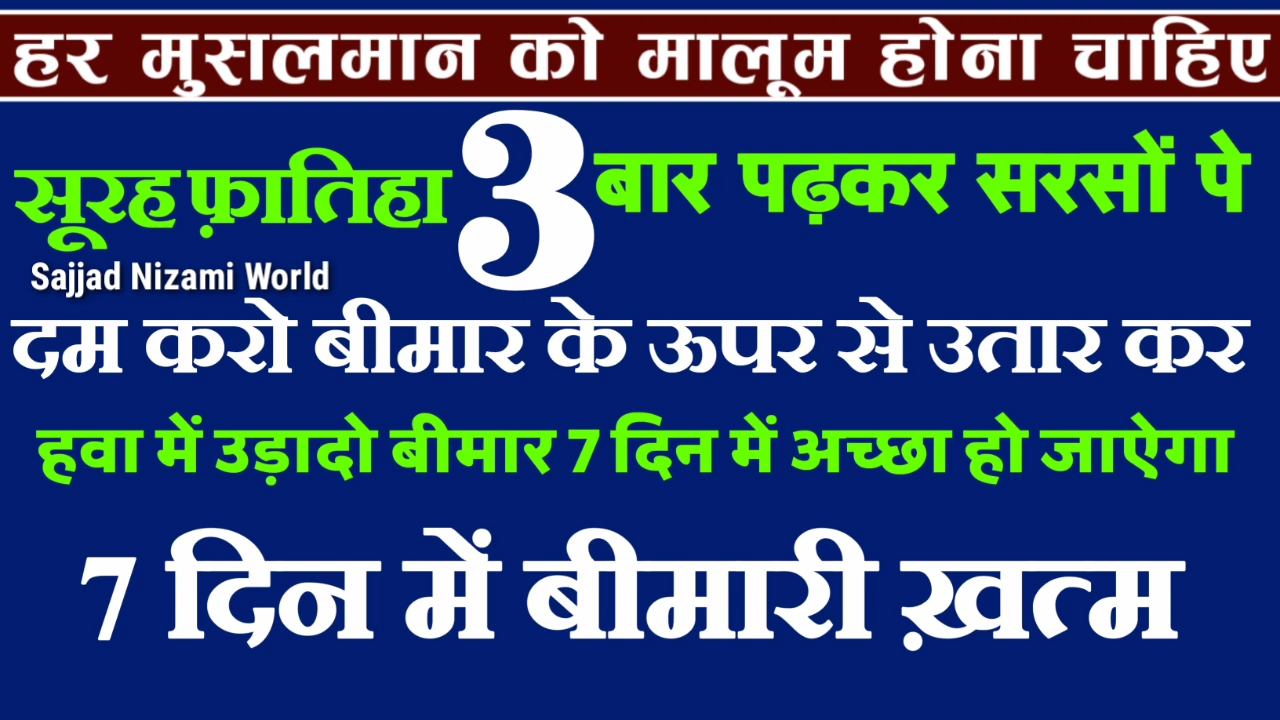 हर मुसलमान को मालूम होना चाहिए
सूरह फ़ातिहा 3 बार पढ़कर सरसों पे
Sajjad Nizami World
दम करो बीमार के ऊपर से उतार कर
हवा में उड़ादो बीमार 7 दिन में अच्छा हो जाऐगा
7 दिन में बीमारी ख़त्म